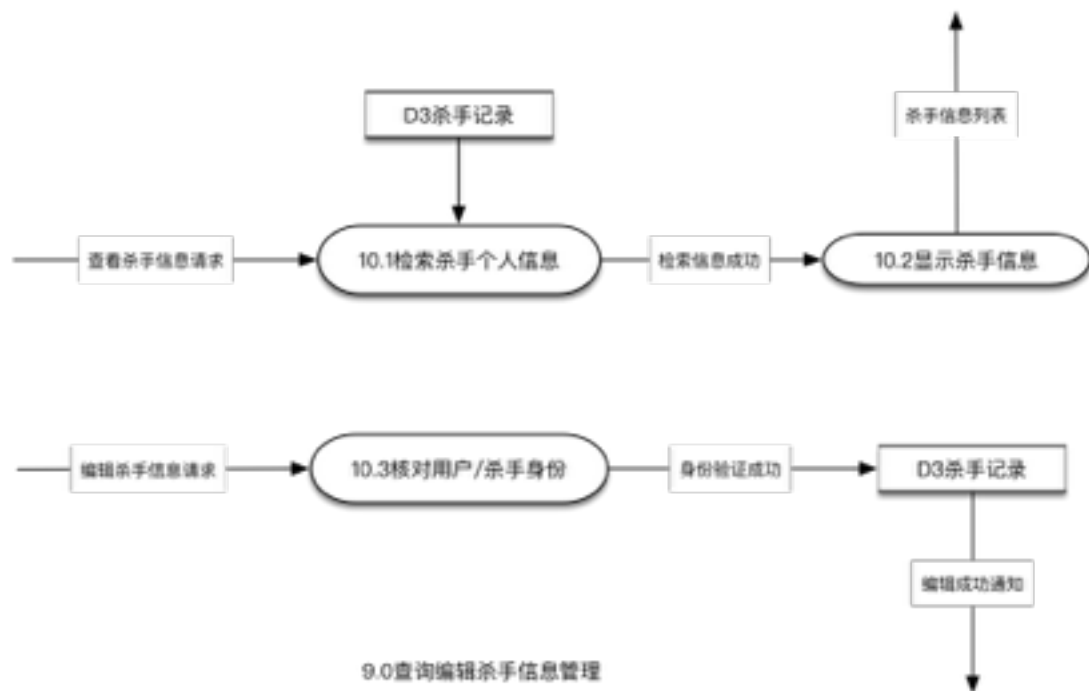 D3杀手记录
杀手信息列表
查看杀手信息请求
10.1检索杀手个人信息
检索信息成功
10.2显示杀手信息
编辑杀手信息请求
10.3核对用户/杀手身份
身份验证成功
D3杀手记录
编辑成功通知
9.0查询编辑杀手信息管理